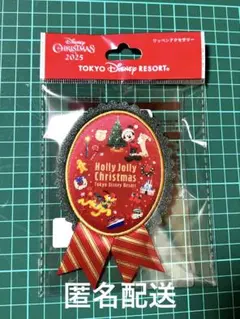 Disney
CHRISTMAS
2025
TOKYO Disney RESORT®
ワッペンアクセサリー
Holly Jolly
Christmas
Tokyo Disney Resort
匿名配送